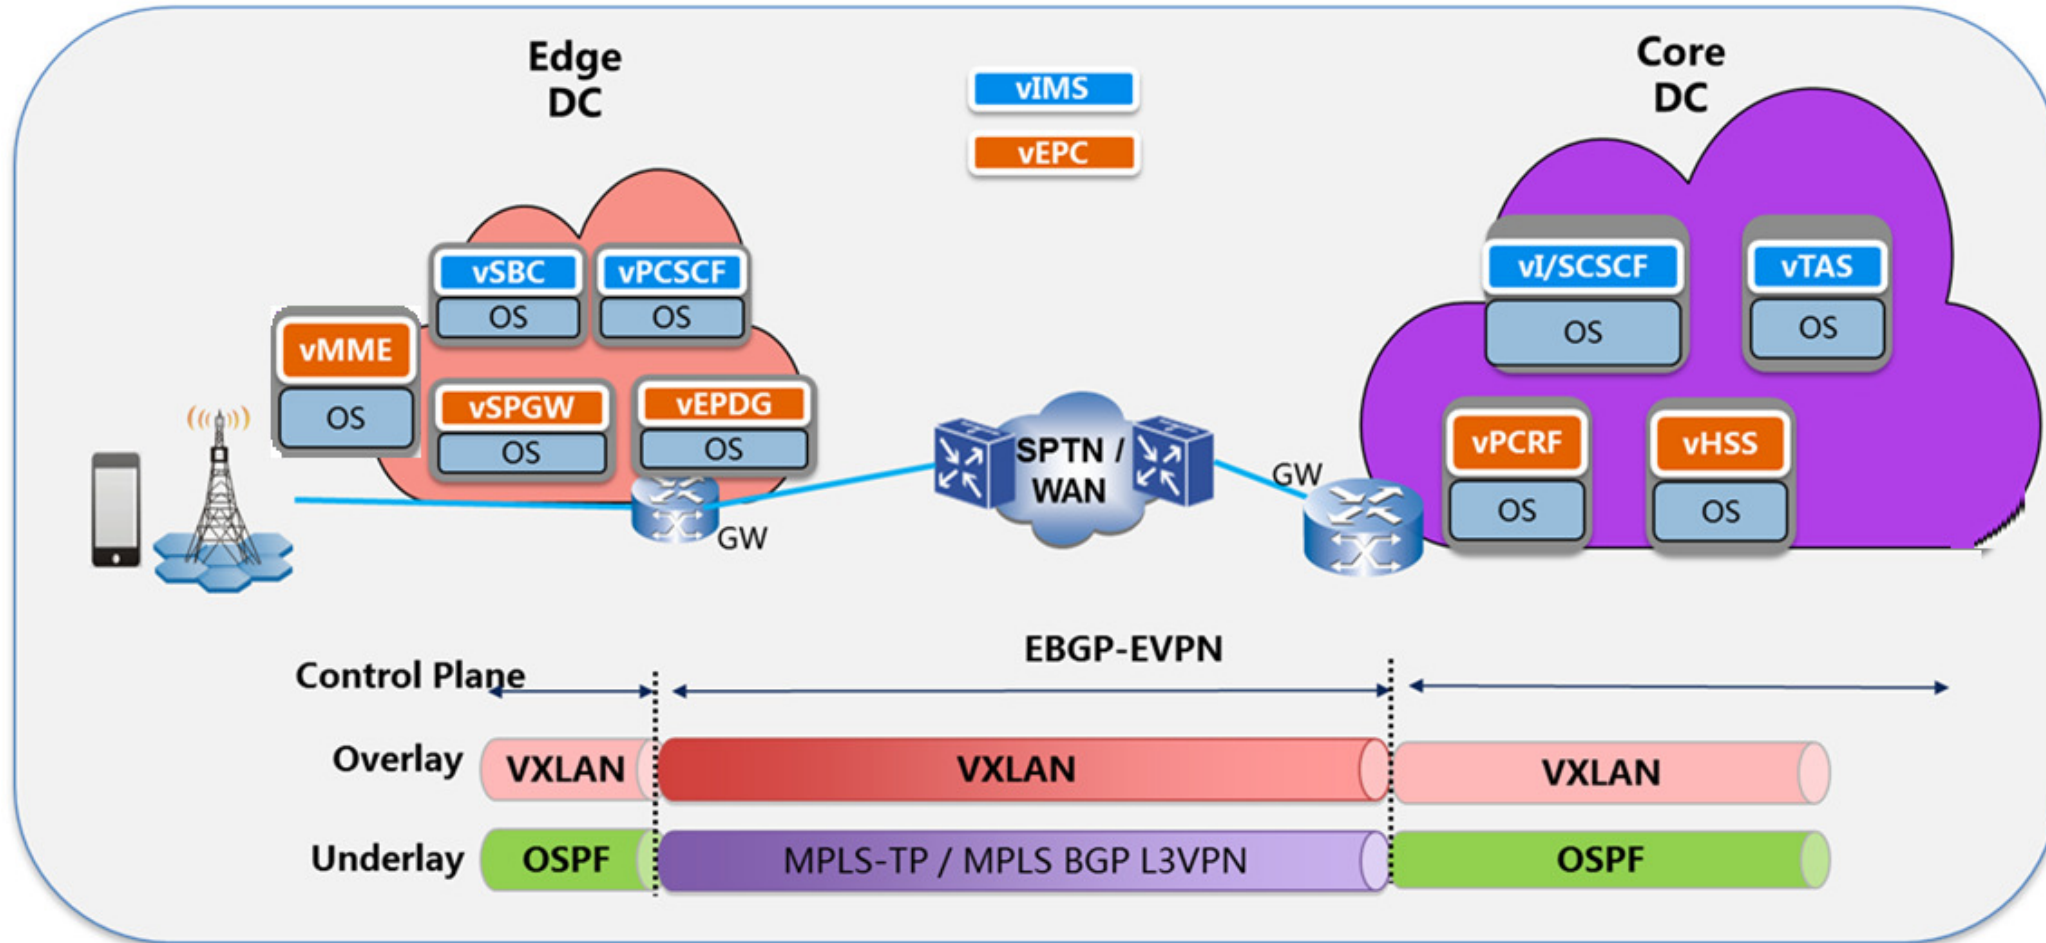 Edge
DC
Core
DC
vIMS
vEPC
vSBC
vPCSCF
OS
OS
vMME
OS
vSPGW
vEPDG
OS
OS
vI/SCSCF
vTAS
OS
OS
vPCRF
vHSS
OS
OS
SPTN /
WAN
GW
GW
EBGP-EVPN
Control Plane
Overlay
VXLAN
VXLAN
VXLAN
Underlay
OSPF
MPLS-TP / MPLS BGP L3VPN
OSPF